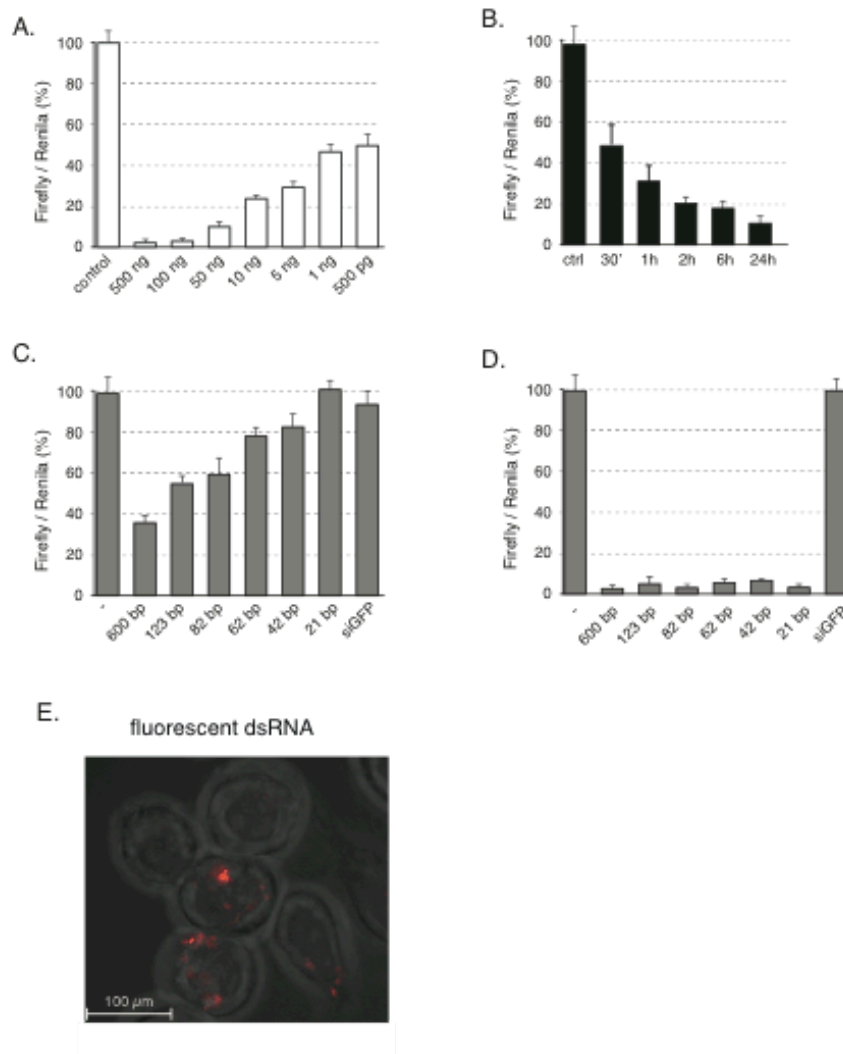 A.
Firefly / Renila (%)
100
80
60
40
20
0
control
500 ng
100 ng
50 ng
10 ng
5 ng
1 ng
500 pg
B.
Firefly / Renila (%)
100
80
60
40
20
0
ctrl 30' 1h 2h 6h 24h
C.
Firefly / Renila (%)
100
80
60
40
20
0
-
600 bp
123 bp
82 bp
62 bp
42 bp
21 bp
siGFP
D.
Firefly / Renila (%)
100
80
60
40
20
0
-
600 bp
123 bp
82 bp
62 bp
42 bp
21 bp
siGFP
E.
fluorescent dsRNA
100 μm